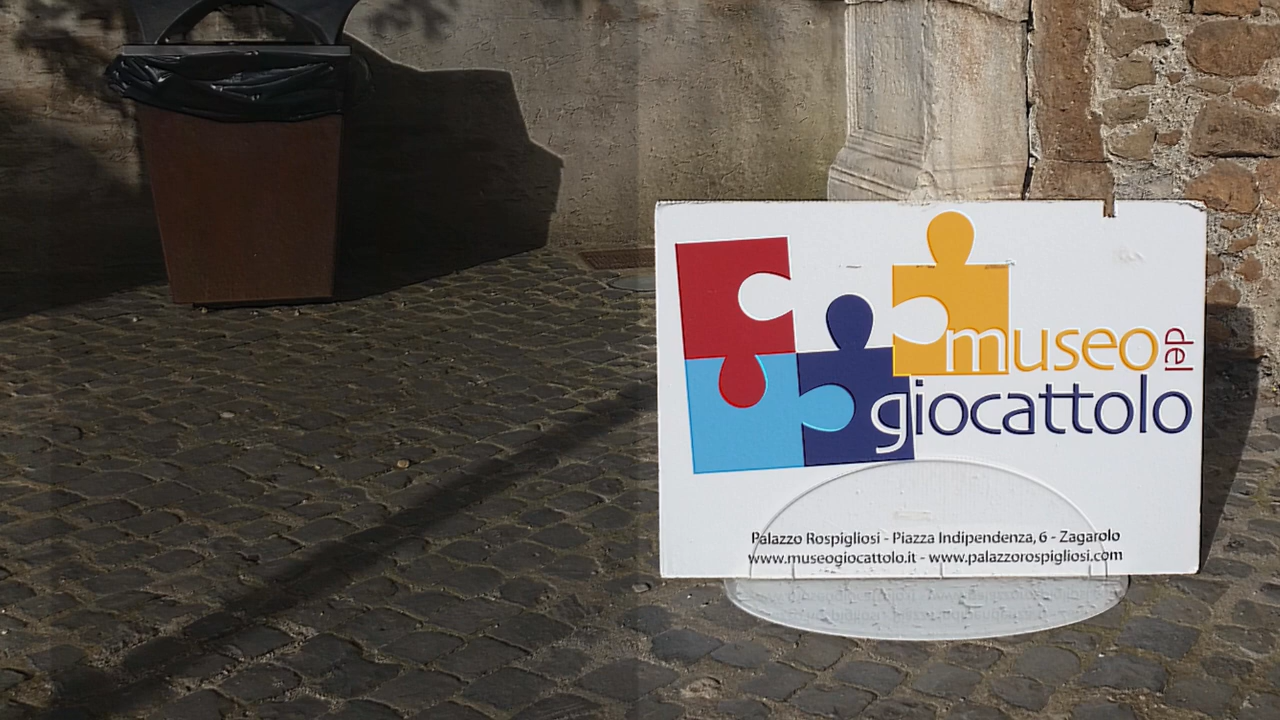 museo del
giocattolo
Palazzo Rospigliosi - Piazza Indipendenza, 6 - Zagarolo
www.museogiocattolo.it - www.palazzorospigliosi.com